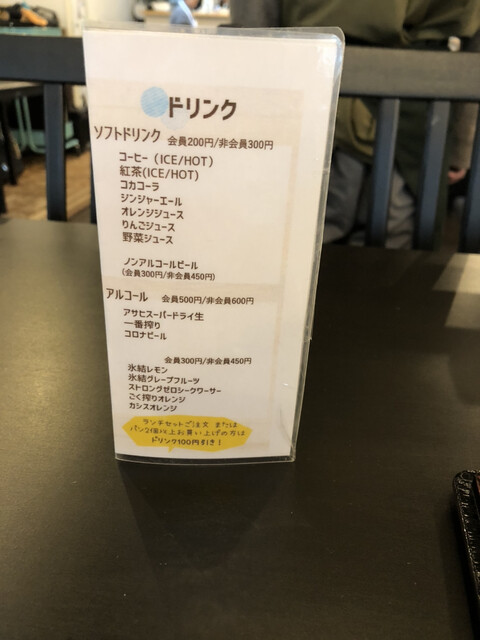 ドリンク
ソフトドリンク 会員200円/非会員300円
コーヒー（ICE/HOT）
紅茶(ICE/HOT)
コカコーラ
ジンジャーエール
オレンジジュース
りんごジュース
野菜ジュース
ノンアルコールビール
(会員300円/非会員450円)
アルコール 会員500円/非会員600円
アサヒスーパードライ生
一番搾り
コロナビール
会員300円/非会員450円
氷結レモン
氷結グレープフルーツ
ストロングゼロシークワーサー
ごく搾りオレンジ
カシスオレンジ
ランチセットご注文 または
パン2個以上お買い上げの方は
ドリンク100円引き！